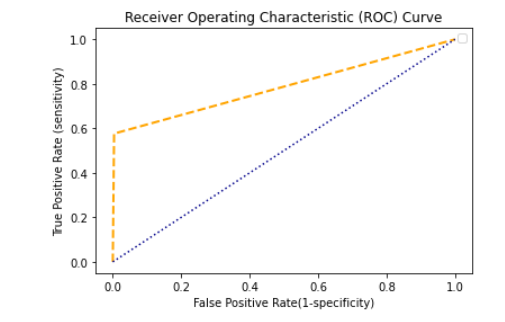 Receiver Operating Characteristic (ROC) Curve
1.0
0.8
0.6
0.4
0.2
0.0
True Positive Rate (sensitivity)
0.0 0.2 0.4 0.6 0.8 1.0
False Positive Rate(1-specificity)